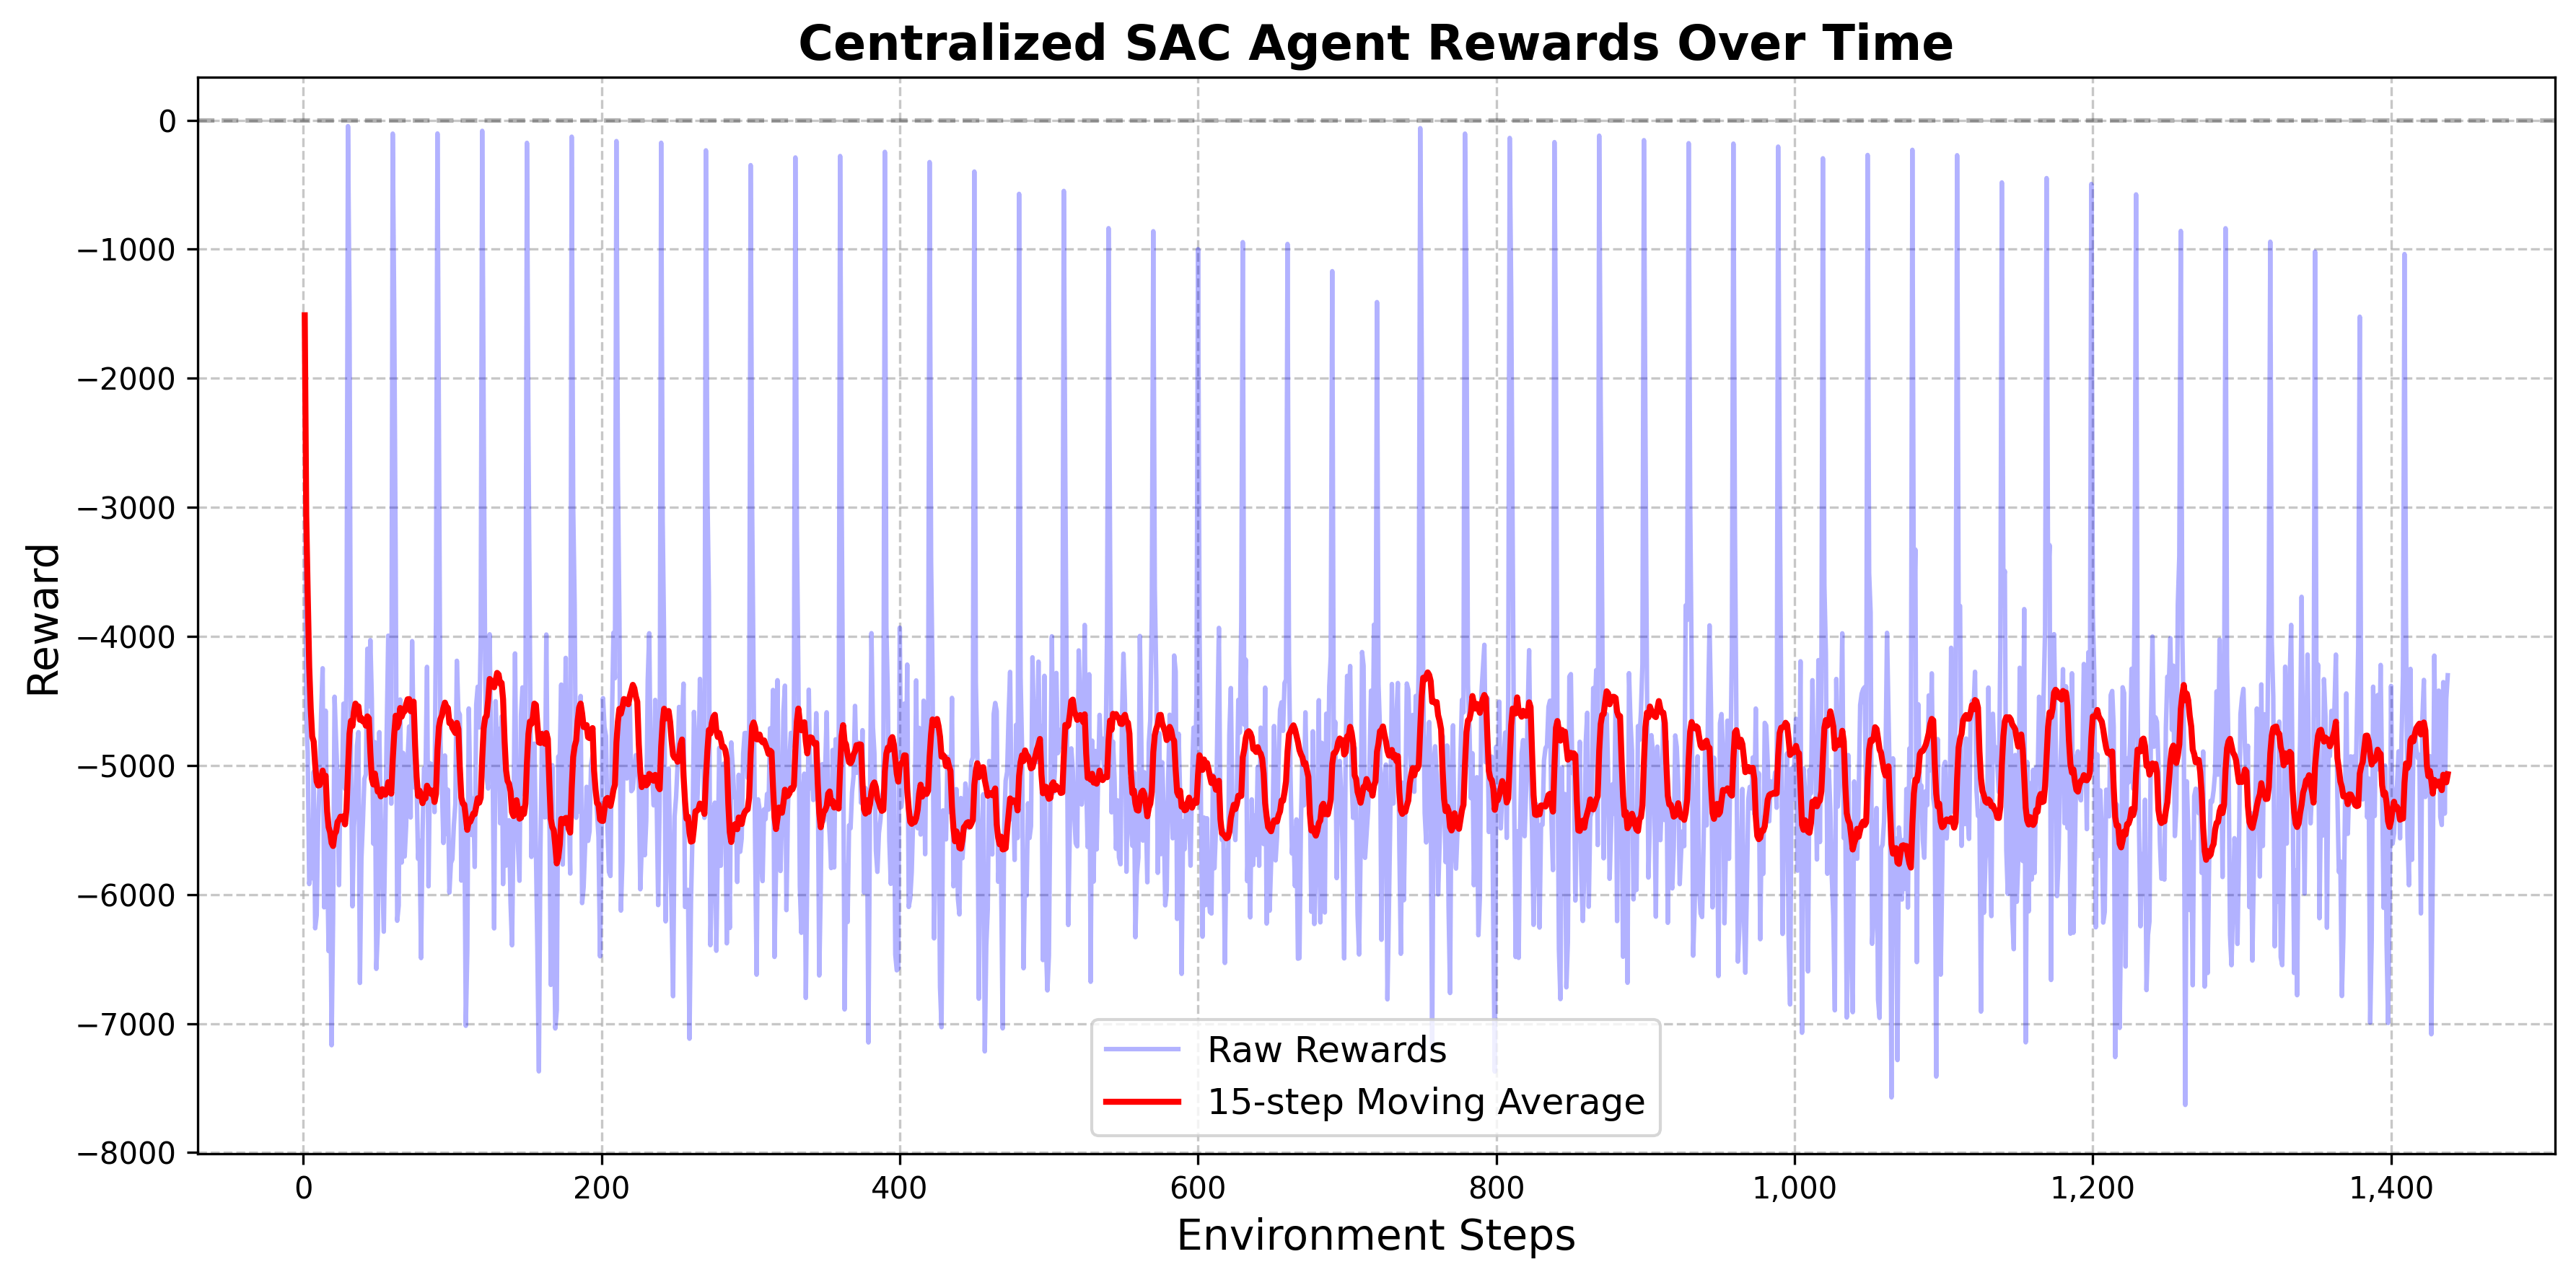 Centralized SAC Agent Rewards Over Time
Reward
0
−1000
−2000
−3000
−4000
−5000
−6000
−7000
−8000
Raw Rewards
15-step Moving Average
0 200 400 600 800 1,000 1,200 1,400
Environment Steps